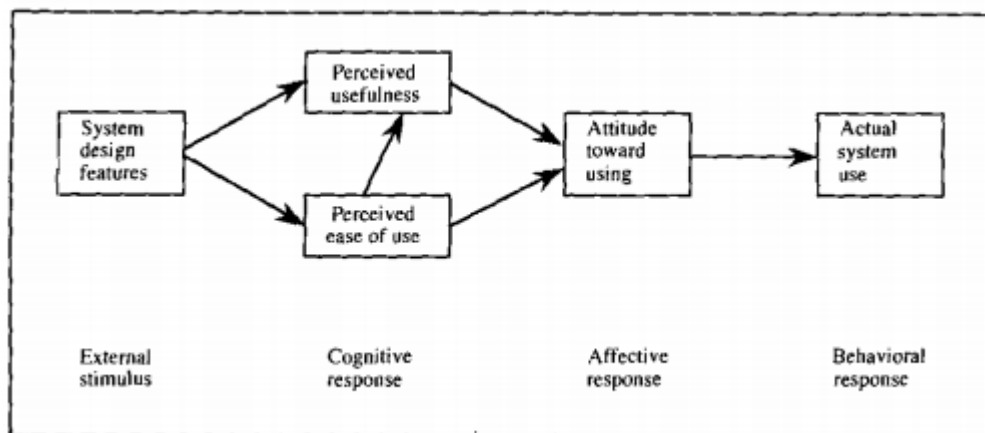 Perceived
usefulness
System
design
features
Attitude
toward
using
Actual
system
use
Perceived
ease of use
External
stimulus
Cognitive
response
Affective
response
Behavioral
response